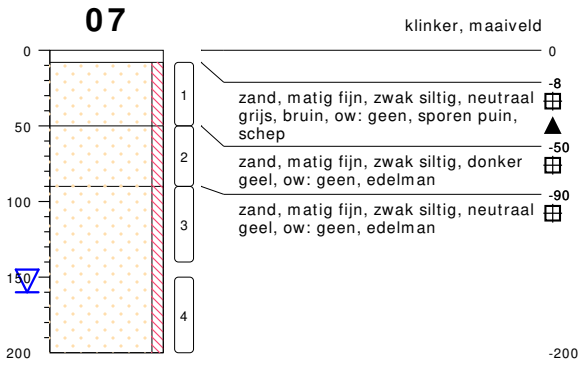 07
klinker, maaiveld
0
0
-8
1
zand, matig fijn, zwak siltig, neutraal
grijs, bruin, ow: geen, sporen puin,
schep
50
-50
2
zand, matig fijn, zwak siltig, donker
geel, ow: geen, edelman
-90
100
3
zand, matig fijn, zwak siltig, neutraal
geel, ow: geen, edelman
150
4
200
-200